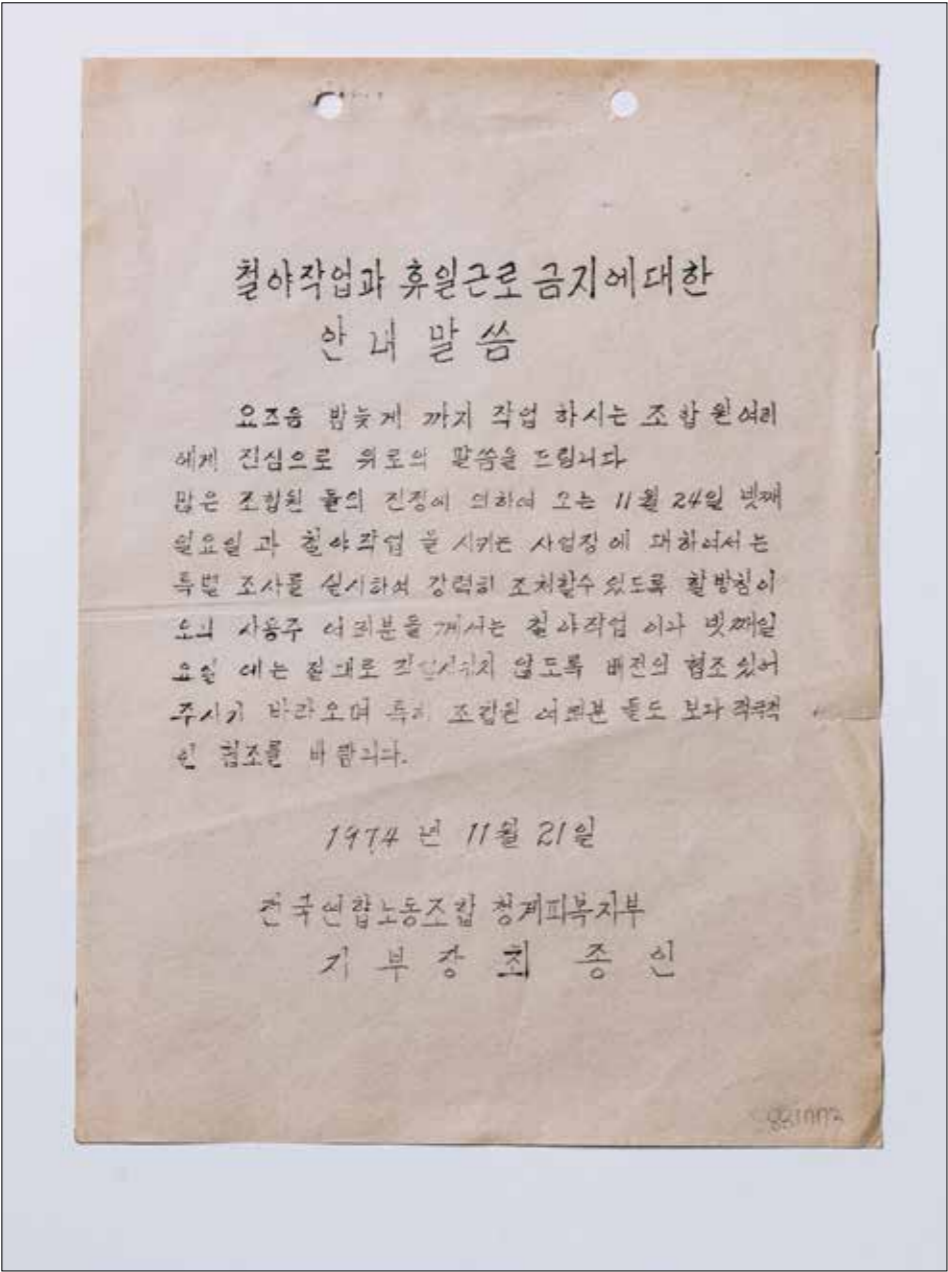 철야작업과 휴일근로 금지에대한
안내 말씀
요즈음 밤늦게 까지 작업 하시는 조합원여러
에게 진심으로 위로의 말씀을 드립니다
많은 조합원 들의 진정에 의하여 오는 11월 24일 넷째
일요일 과 철야작업 을 시키는 사업장 에 대하여서는
특별 조사를 실시하여 강력히 조치할수 있도록 할방침이
오니 사용주 여러분들 께서는 철야작업 이나 넷째일
요일 에는 절대로 않도록 배전의 협조 있어
주시기 바라오며 특히 조합원 여러분 들도 보다 적극적
인 협조를 바랍니다.
1974 년 11월 21일
전국연합노동조합 청계피복지부
지 부 장 최 종 인